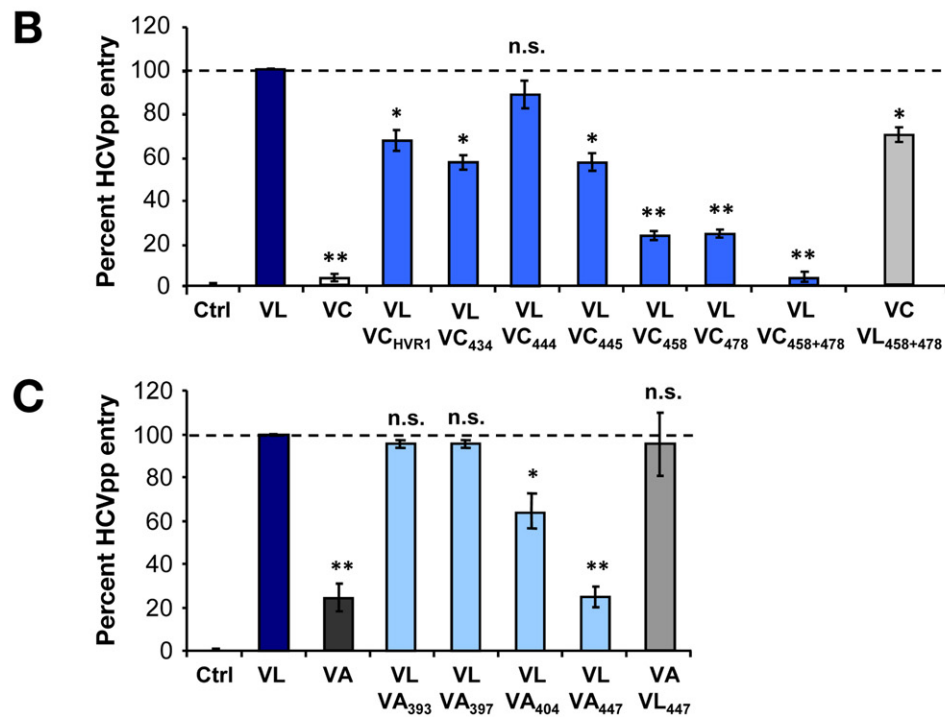 B
Percent HCVpp entry
120
100
80
60
40
20
0
** * * n.s. * ** ** ** *
Ctrl VL VC VL VL VL VL VL VL VL VC
VC_HVR1 VC_434 VC_444 VC_445 VC_458 VC_478 VC_458+478 VL_458+478
C
Percent HCVpp entry
120
100
80
60
40
20
0
** n.s. n.s. * ** n.s.
Ctrl VL VA VL VL VL VL VA
VA_393 VA_397 VA_404 VA_447 VL_447